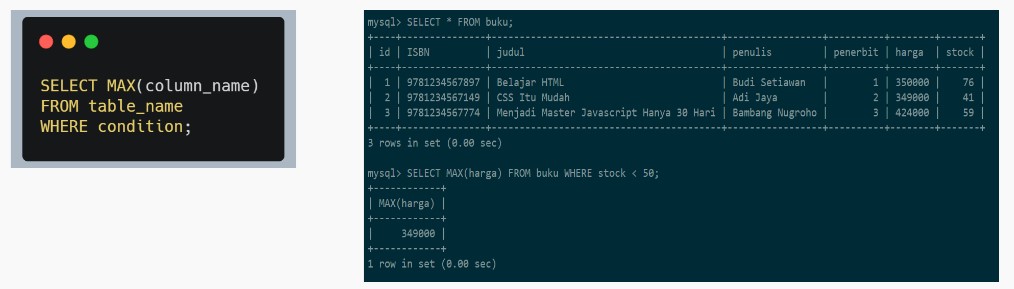 SELECT MAX(column_name)
FROM table_name
WHERE condition;
mysql> SELECT * FROM buku;
+----+---------------+---------------------------------------+-----------------+----------+--------+-------+
| id | ISBN          | judul                                 | penulis         | penerbit | harga  | stock |
+----+---------------+---------------------------------------+-----------------+----------+--------+-------+
|  1 | 9781234567897 | Belajar HTML                          | Budi Setiawan   |        1 | 350000 |    76 |
|  2 | 9781234567149 | CSS Itu Mudah                         | Adi Jaya        |        2 | 349000 |    41 |
|  3 | 9781234567774 | Menjadi Master Javascript Hanya 30 Hari | Bambang Nugroho |        3 | 424000 |    59 |
+----+---------------+---------------------------------------+-----------------+----------+--------+-------+
3 rows in set (0.00 sec)
mysql> SELECT MAX(harga) FROM buku WHERE stock < 50;
+------------+
| MAX(harga) |
+------------+
|     349000 |
+------------+
1 row in set (0.00 sec)